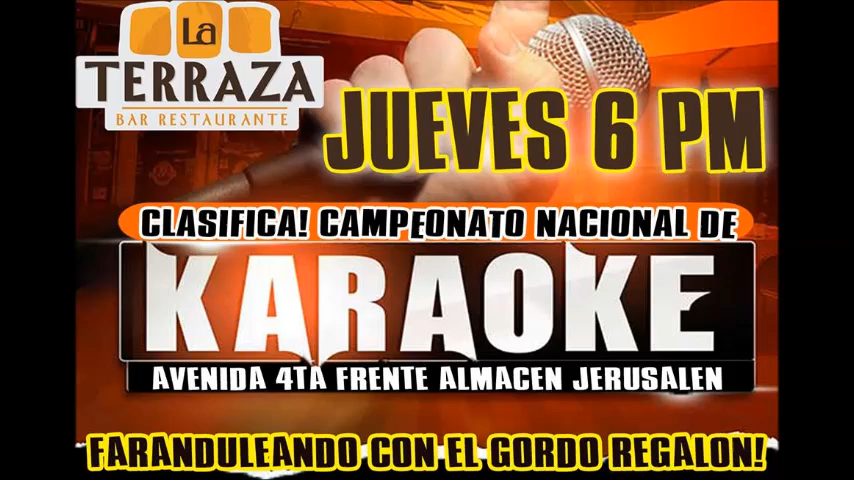 La
TERRAZA
BAR RESTAURANTE
JUEVES 6 PM
CLASIFICA! CAMPEONATO NACIONAL DE
KARAOKE
AVENIDA 4TA FRENTE ALMACEN JERUSALEN
FARANDULEANDO CON EL GORDO REGALON!